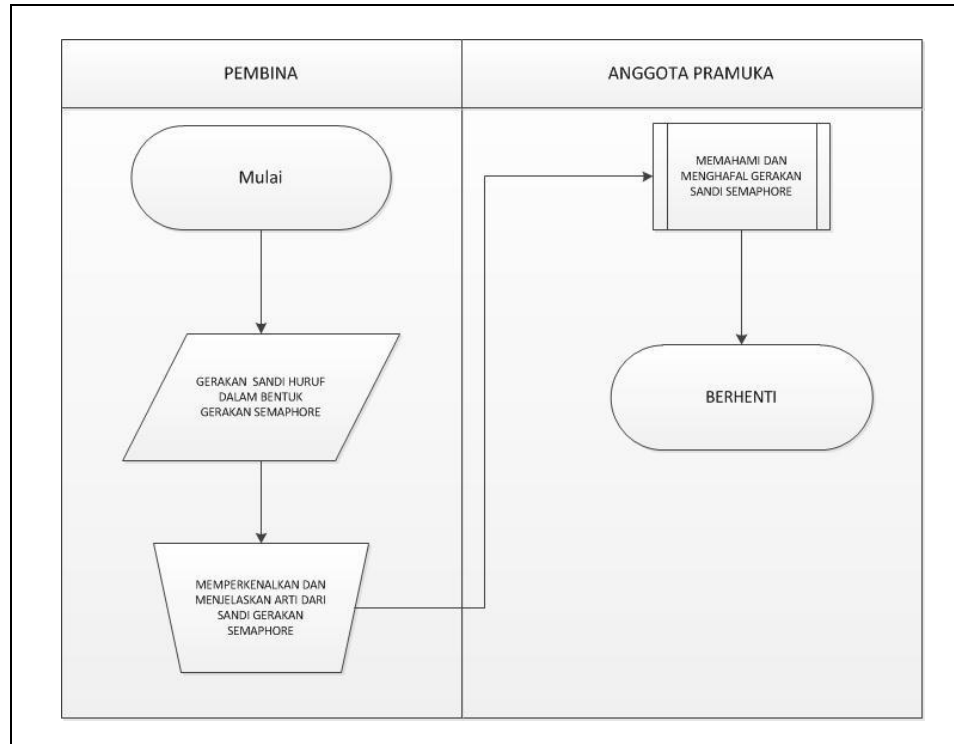 PEMBINA
ANGGOTA PRAMUKA
Mulai
GERAKAN SANDI HURUF
DALAM BENTUK
GERAKAN SEMAPHORE
MEMPERKENALKAN DAN
MENJELASKAN ARTI DARI
SANDI GERAKAN
SEMAPHORE
MEMAHAMI DAN
MENGHAFAL GERAKAN
SANDI SEMAPHORE
BERHENTI